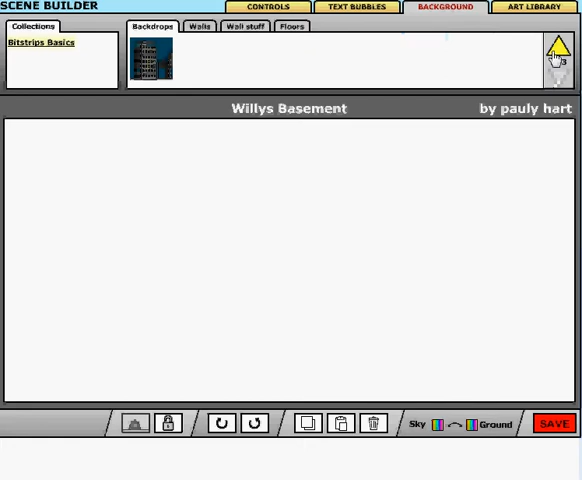 SCENE BUILDER
CONTROLS
TEXT BUBBLES
BACKGROUND
ART LIBRARY
Collections
Backdrops
Walls
Wall stuff
Floors
Bitstrips Basics
Willys Basement
by pauly hart
Sky
Ground
SAVE